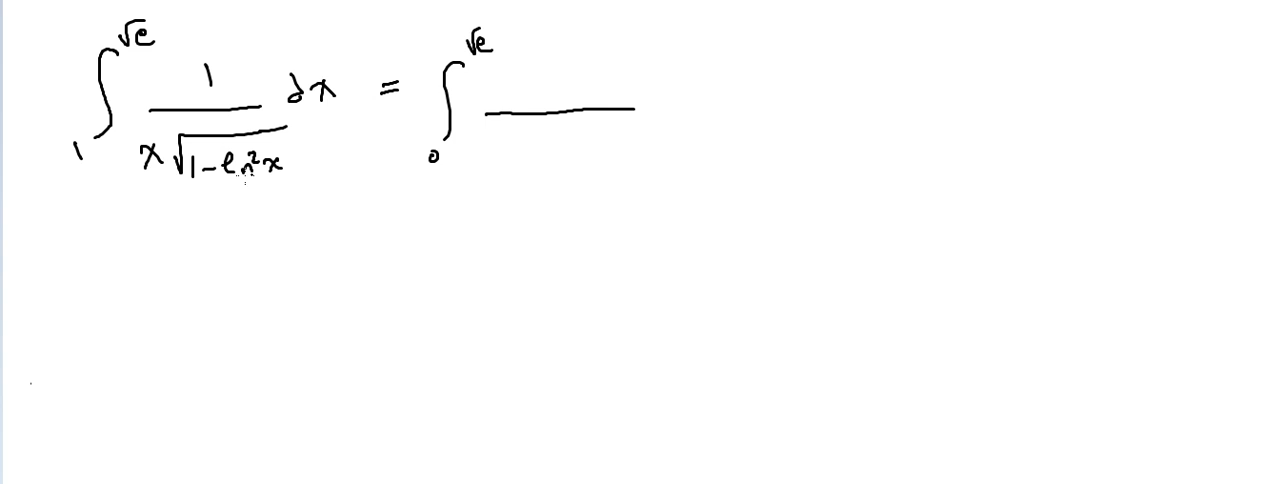 ∫₁^√e 1/(x√(1-ln²x)) dx = ∫₀^√e